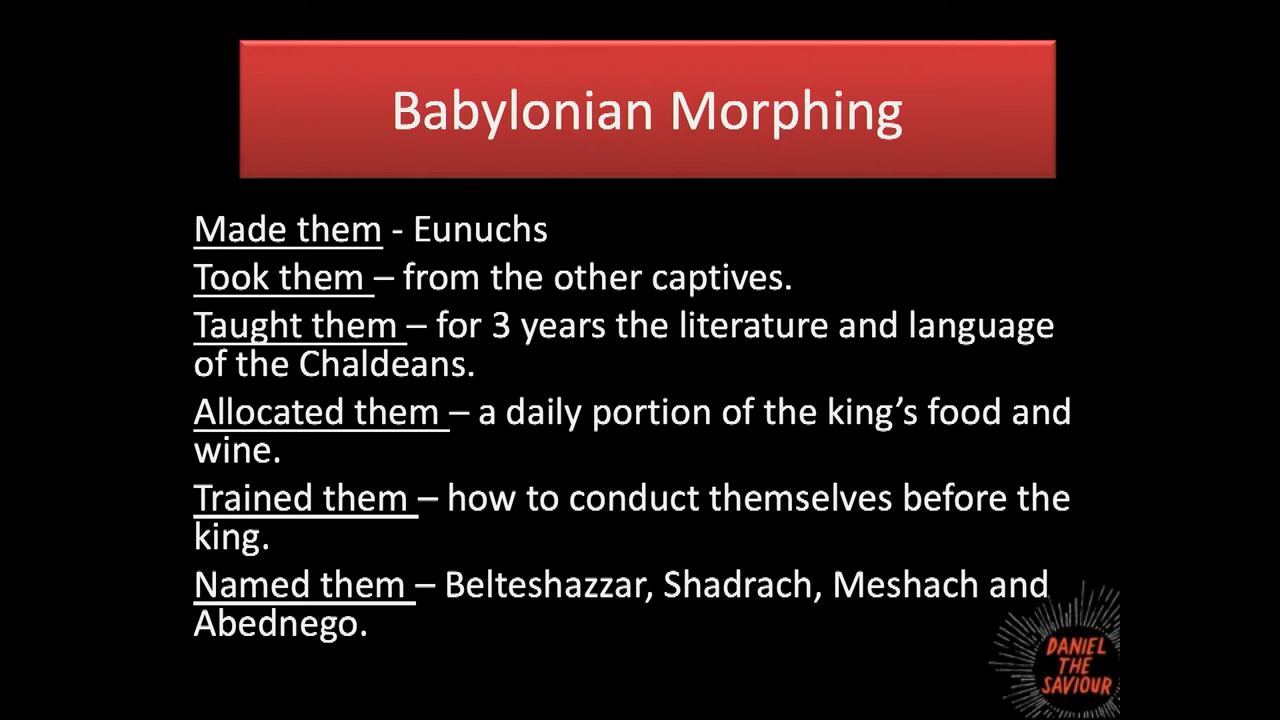 Babylonian Morphing
Made them - Eunuchs
Took them – from the other captives.
Taught them – for 3 years the literature and language
of the Chaldeans.
Allocated them – a daily portion of the king’s food and
wine.
Trained them – how to conduct themselves before the
king.
Named them – Belteshazzar, Shadrach, Meshach and
Abednego.
DANIEL
THE
SAVIOUR